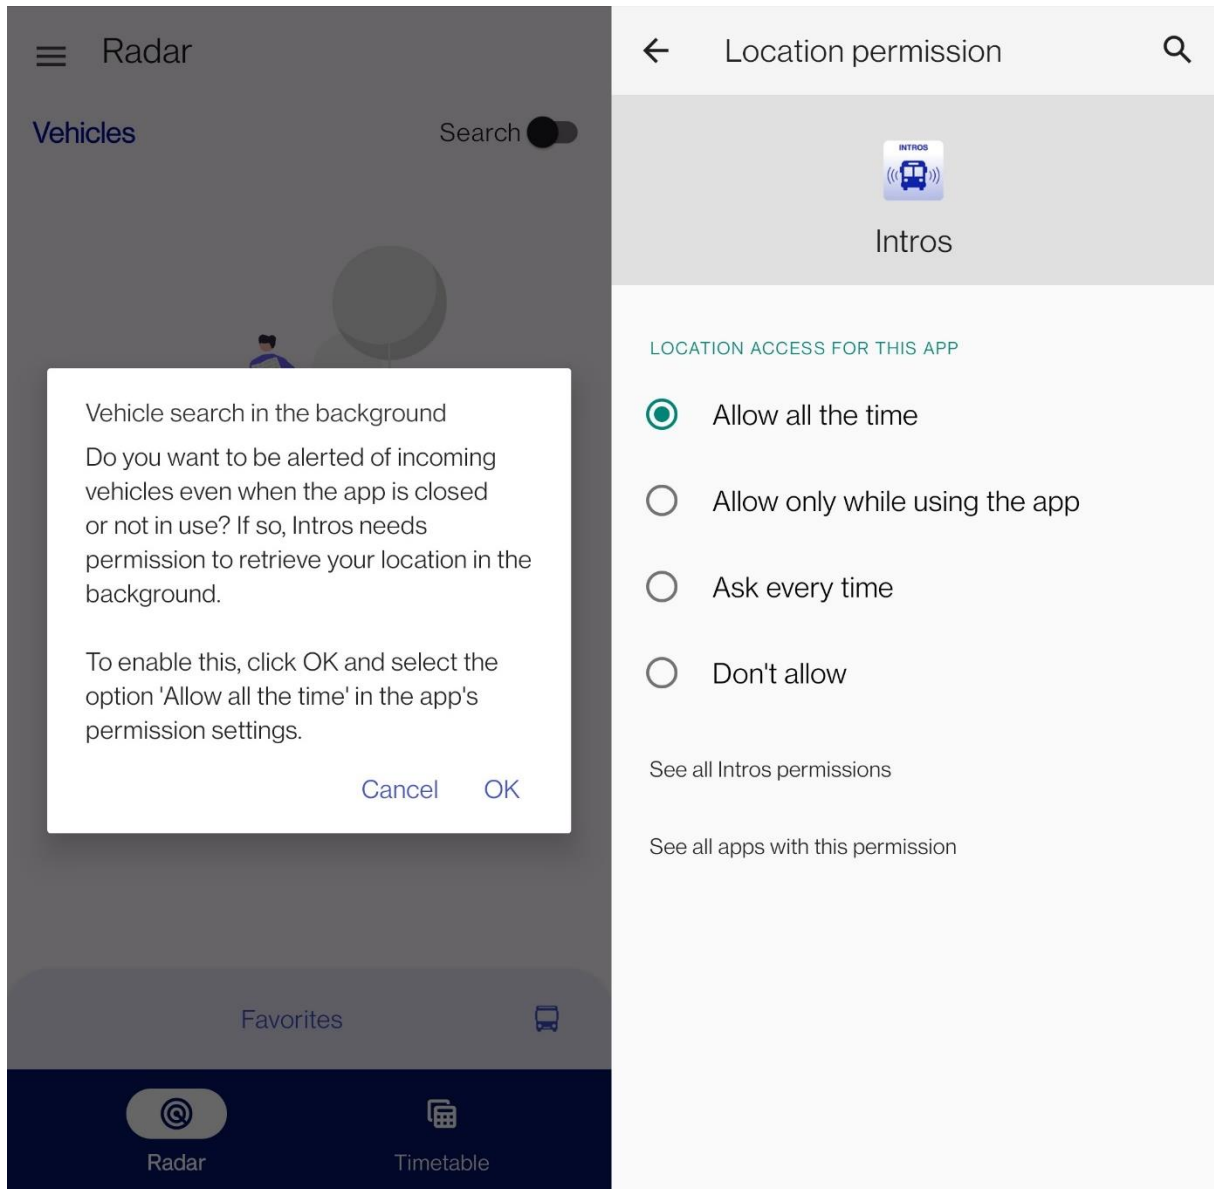 Radar
Vehicles
Search
Vehicle search in the background
Do you want to be alerted of incoming
vehicles even when the app is closed
or not in use? If so, Intros needs
permission to retrieve your location in the
background.
To enable this, click OK and select the
option 'Allow all the time' in the app's
permission settings.
Cancel OK
Favorites
Radar
Timetable
Location permission
INTROS
Intros
LOCATION ACCESS FOR THIS APP
Allow all the time
Allow only while using the app
Ask every time
Don't allow
See all Intros permissions
See all apps with this permission